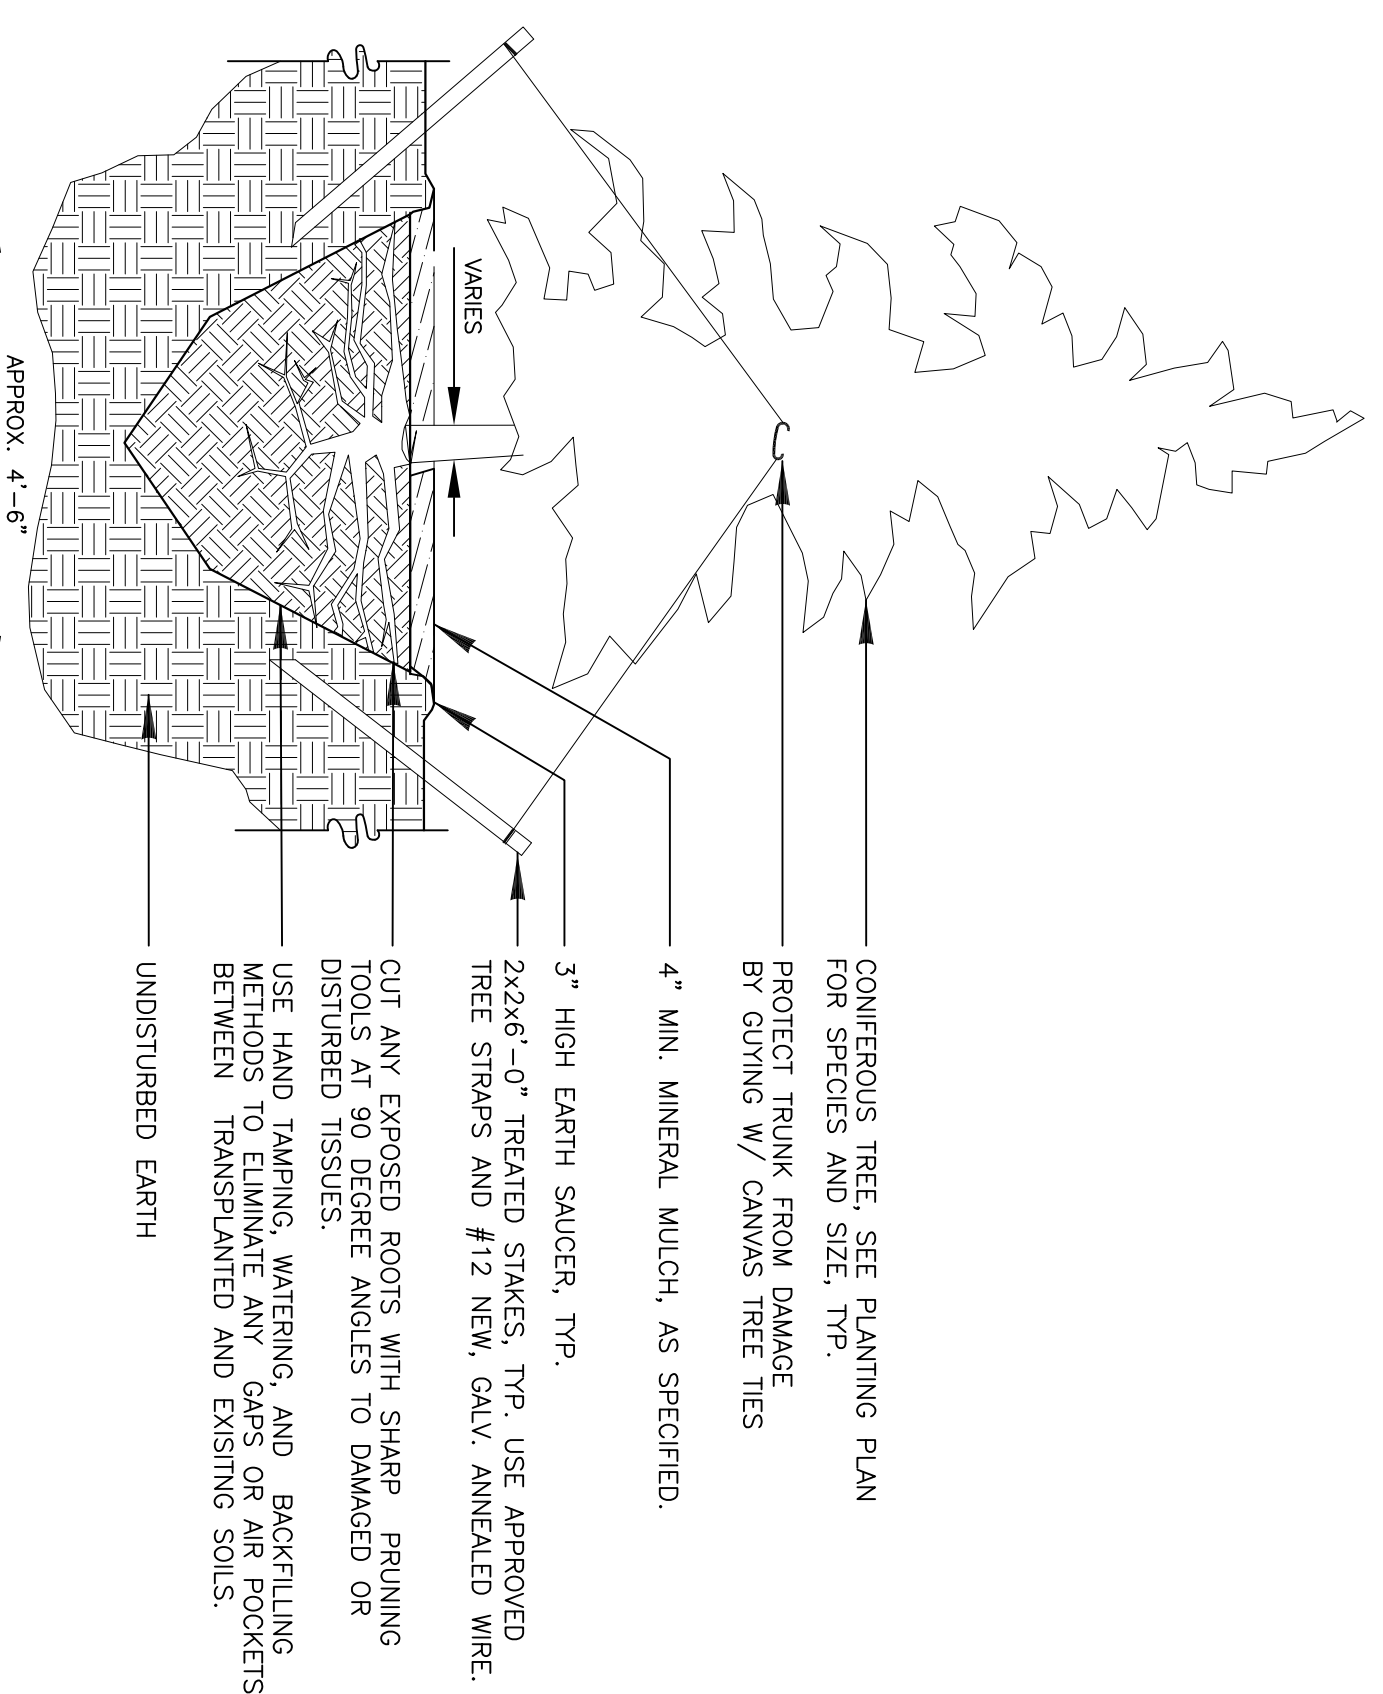 CONIFEROUS TREE, SEE PLANTING PLAN
FOR SPECIES AND SIZE, TYP.
PROTECT TRUNK FROM DAMAGE
BY GUYING W/ CANVAS TREE TIES
4" MIN. MINERAL MULCH, AS SPECIFIED.
3" HIGH EARTH SAUCER, TYP.
2x2x6'-0" TREATED STAKES, TYP. USE APPROVED
TREE STRAPS AND #12 NEW, GALV. ANNEALED WIRE.
VARIES
CUT ANY EXPOSED ROOTS WITH SHARP PRUNING
TOOLS AT 90 DEGREE ANGLES TO DAMAGED OR
DISTURBED TISSUES.
USE HAND TAMPING, WATERING, AND BACKFILLING
METHODS TO ELIMINATE ANY GAPS OR AIR POCKETS
BETWEEN TRANSPLANTED AND EXISITNG SOILS.
UNDISTURBED EARTH
APPROX. 4'-6"